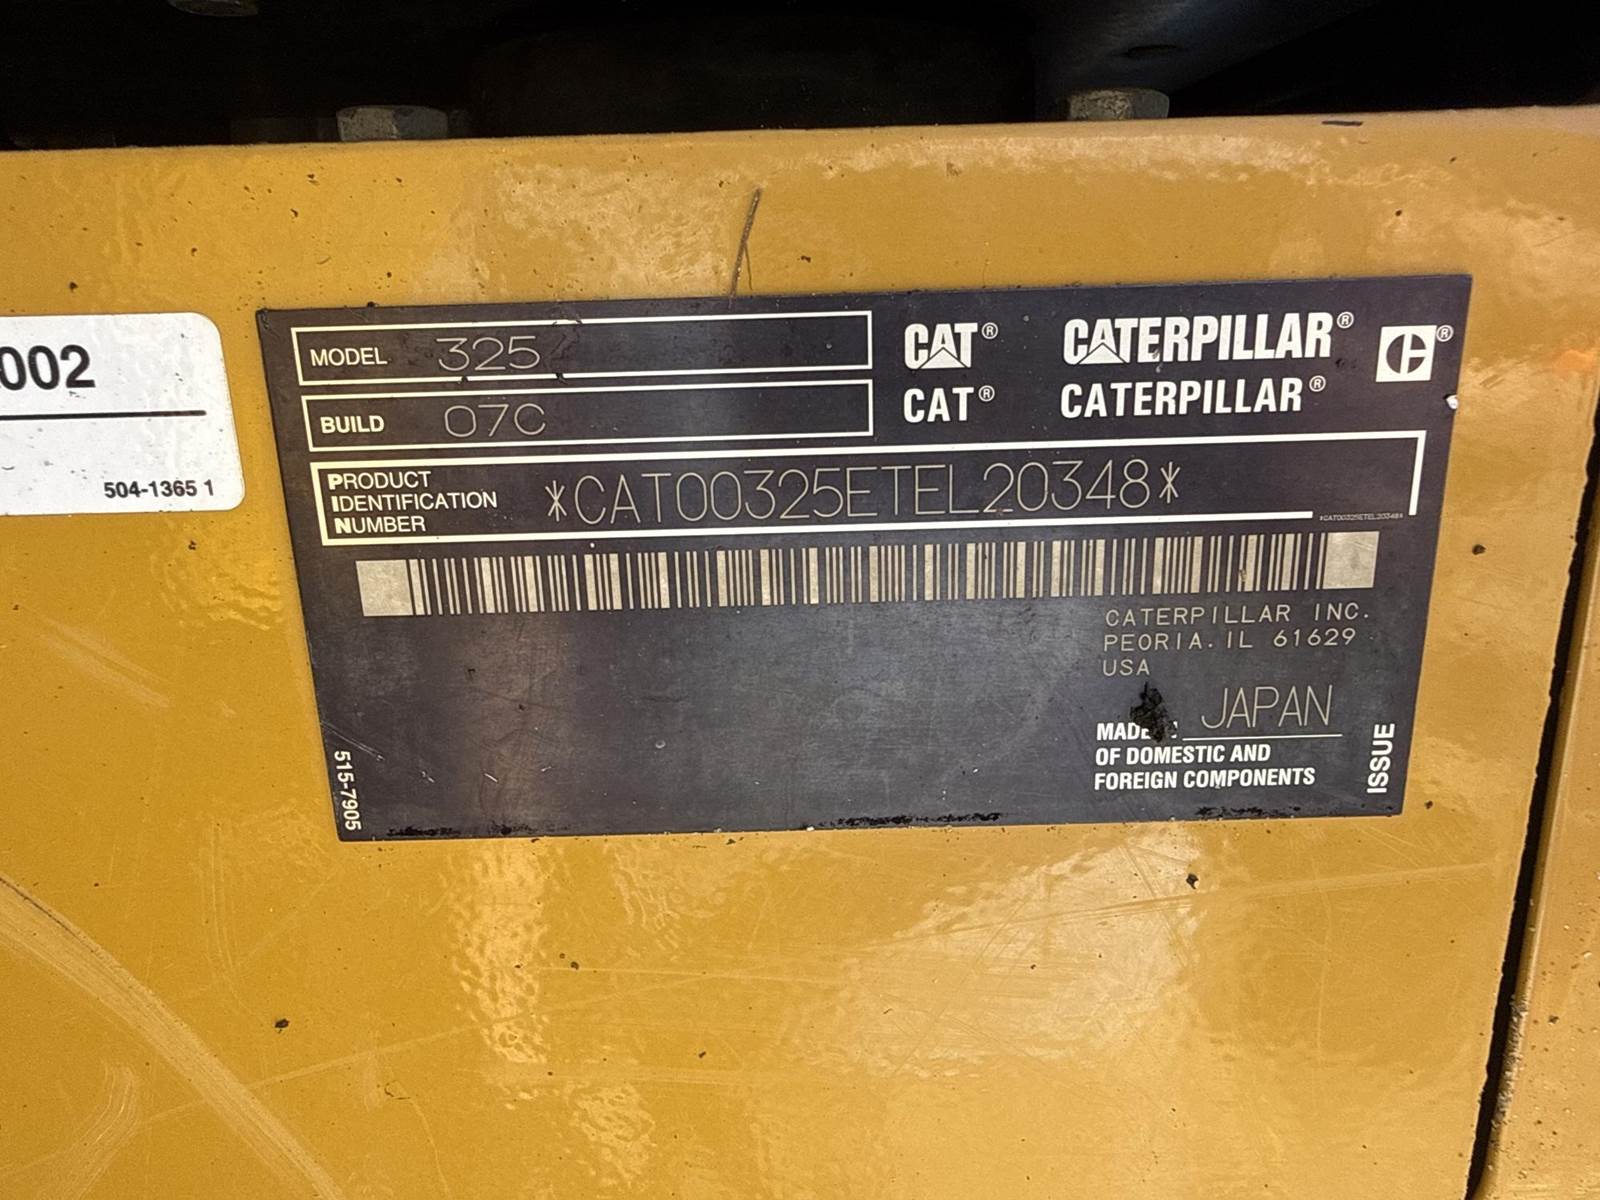 002
504-1365 1
MODEL 325
BUILD 07C
CAT® CATERPILLAR® ®
CAT® CATERPILLAR®
PRODUCT
IDENTIFICATION
NUMBER
*CAT00325ETEL20348*
*CAT00325ETEL20348*
CATERPILLAR INC.
PEORIA. IL 61629
USA
MADE JAPAN
OF DOMESTIC AND
FOREIGN COMPONENTS
ISSUE
515-7905